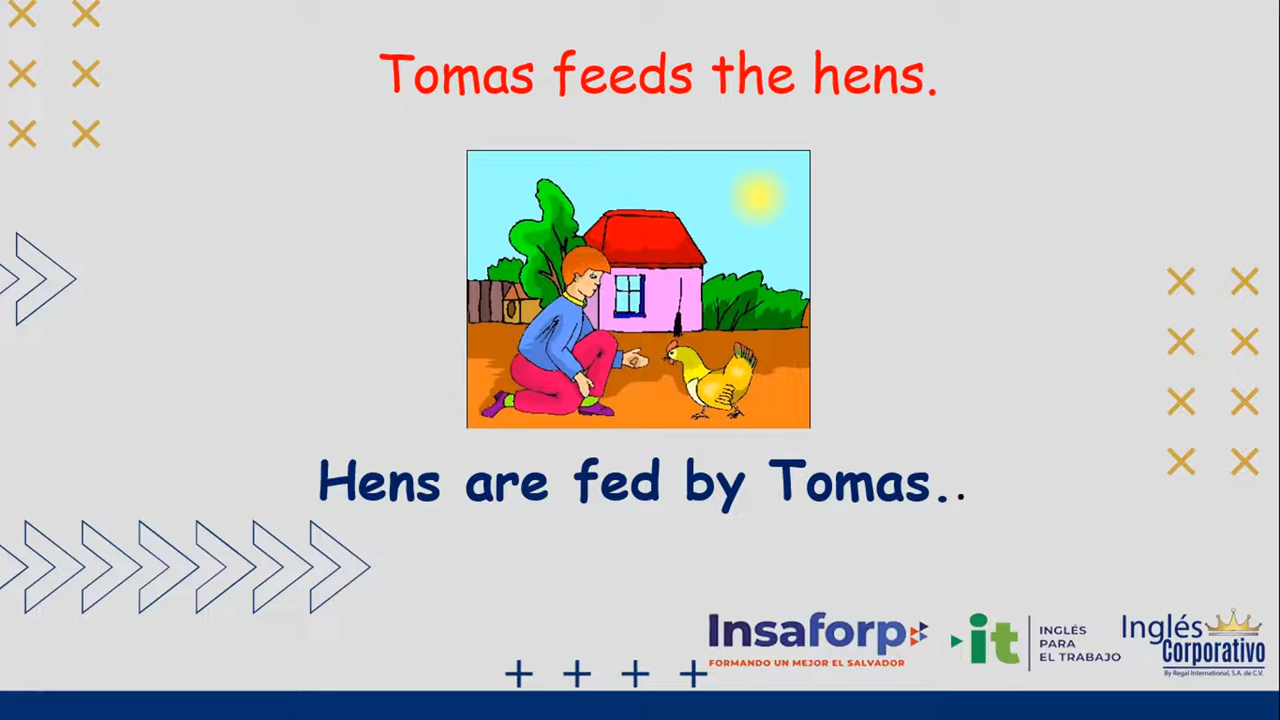 Tomas feeds the hens.
Hens are fed by Tomas..
Insaforp
FORMANDO UN MEJOR EL SALVADOR
it
INGLÉS
PARA
EL TRABAJO
Inglés
Corporativo
By Regal International, S.A. de C.V.